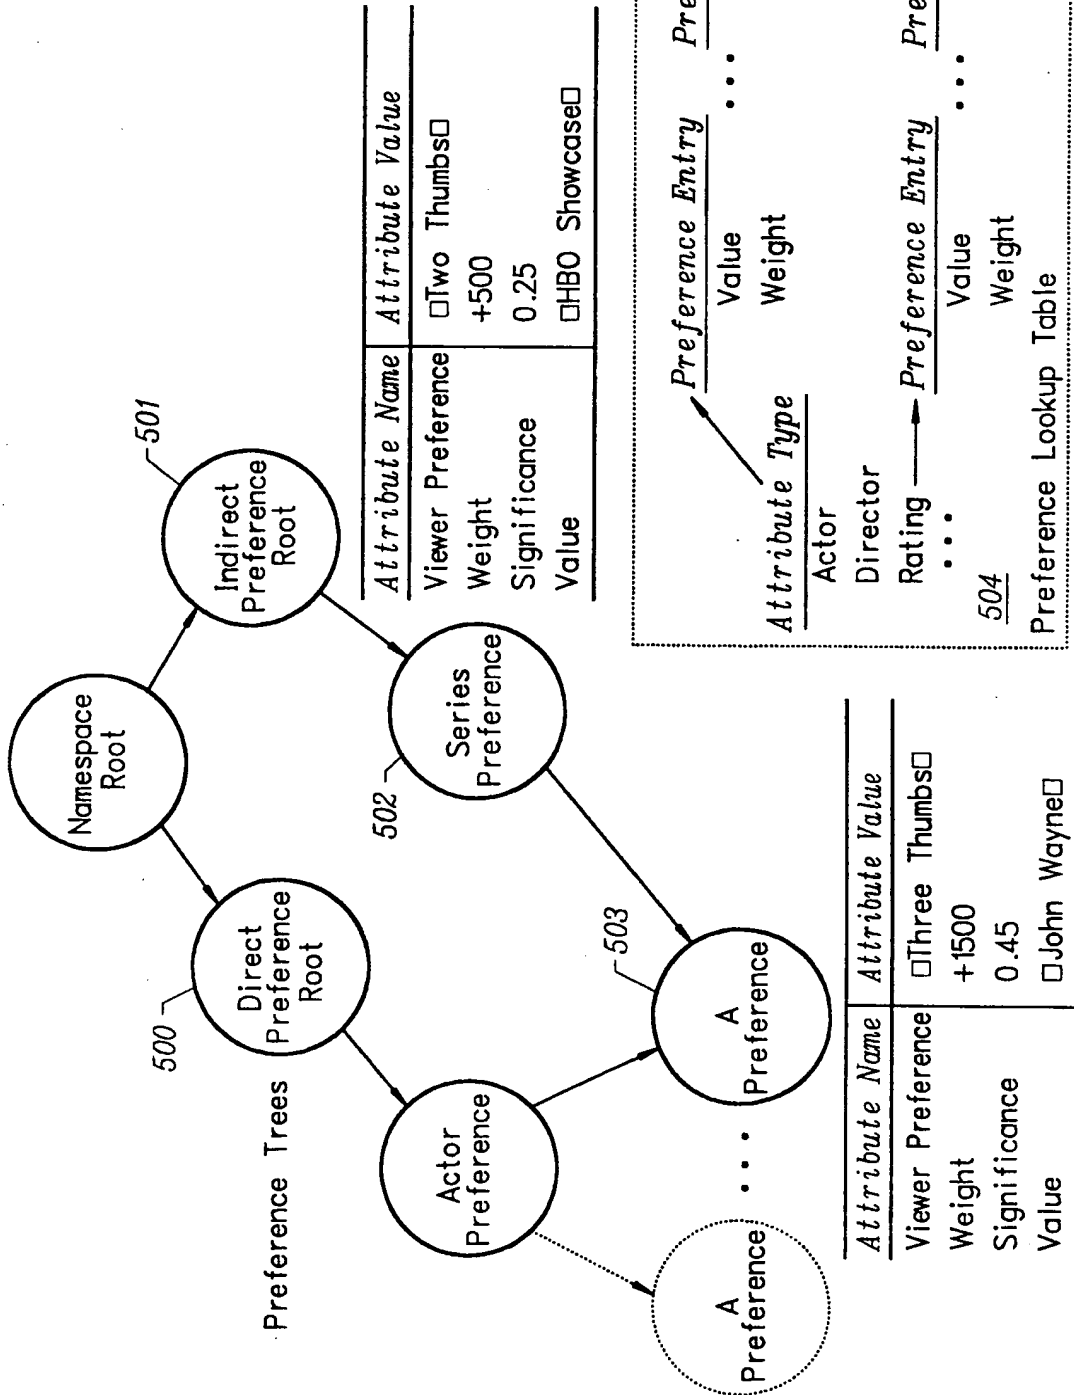 Preference Trees
Namespace
Root
500
Direct
Preference
Root
Indirect
Preference
Root
501
Actor
Preference
502
Series
Preference
A
Preference
...
A
Preference
503
Attribute Name Attribute Value
Viewer Preference □Two Thumbs□
Weight +500
Significance 0.25
Value □HBO Showcase□
Attribute Name Attribute Value
Viewer Preference □Three Thumbs□
Weight +1500
Significance 0.45
Value □John Wayne□
Preference Entry Pre
Value ...
Weight
Attribute Type
Actor
Director
Rating Preference Entry Pre
... Value ...
Weight
504
Preference Lookup Table